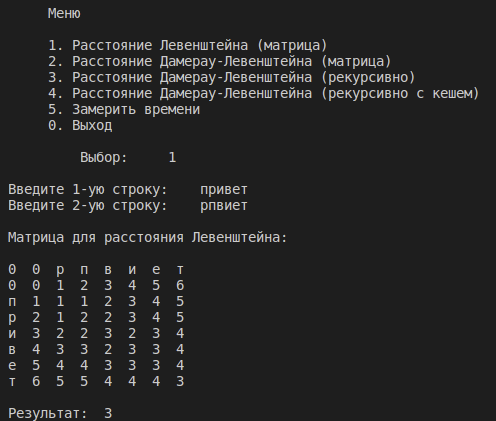 Меню
1. Расстояние Левенштейна (матрица)
2. Расстояние Дамерау-Левенштейна (матрица)
3. Расстояние Дамерау-Левенштейна (рекурсивно)
4. Расстояние Дамерау-Левенштейна (рекурсивно с кешем)
5. Замерить времени
0. Выход
Выбор: 1
Введите 1-ую строку: привет
Введите 2-ую строку: рпвиет
Матрица для расстояния Левенштейна:
0 0 р п в и е т
0 0 1 2 3 4 5 6
п 1 1 1 2 3 4 5
р 2 1 2 2 3 4 5
и 3 2 2 3 2 3 4
в 4 3 3 2 3 3 4
е 5 4 4 3 3 3 4
т 6 5 5 4 4 4 3
Результат: 3